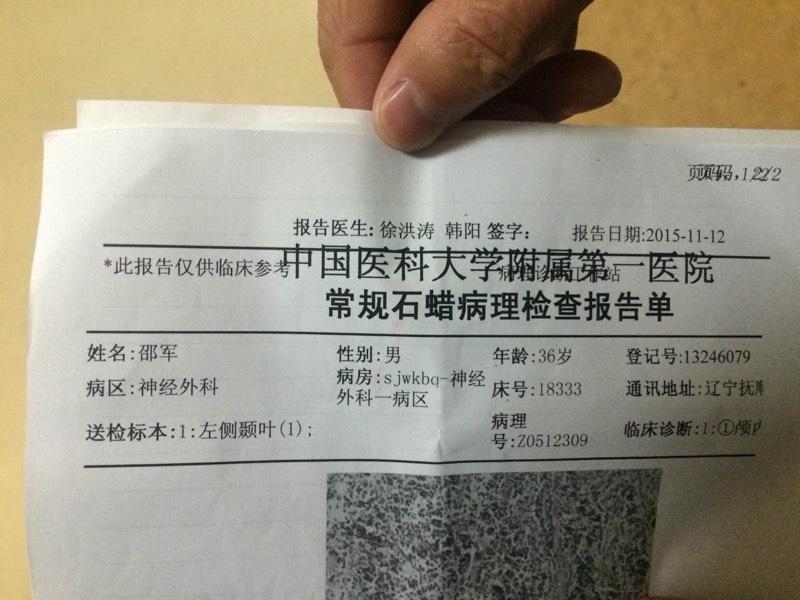 报告医生: 徐洪涛 韩阳 签字: 报告日期:2015-11-12
*此报告仅供临床参考
中国医科大学附属第一医院
常规石蜡病理检查报告单
姓名:邵军 性别:男 年龄:36岁 登记号:13246079
病区:神经外科 病房:sjwkbq-神经 床号:18333 通讯地址:辽宁抚
外科一病区
送检标本:1:左侧颞叶(1); 病理 临床诊断:1:①颅
号:Z0512309